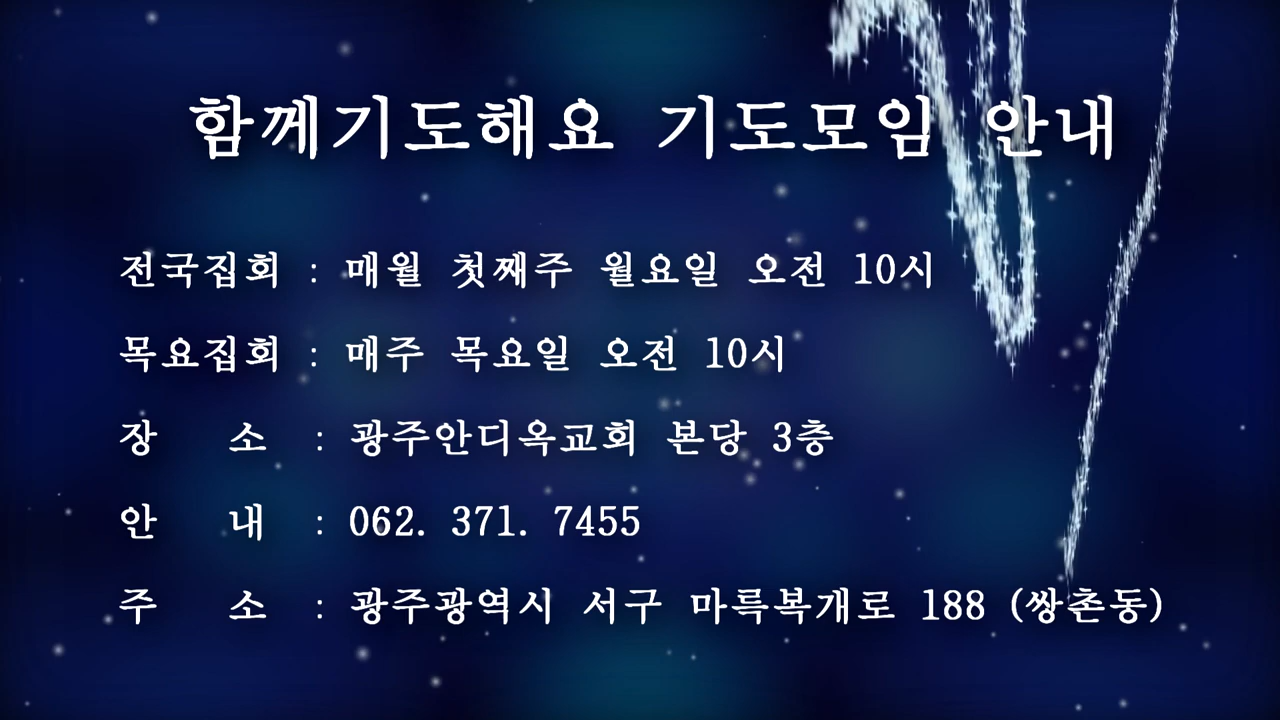 함께기도해요 기도모임 안내
전국집회 : 매월 첫째주 월요일 오전 10시
목요집회 : 매주 목요일 오전 10시
장 소 : 광주안디옥교회 본당 3층
안 내 : 062. 371. 7455
주 소 : 광주광역시 서구 마륵복개로 188 (쌍촌동)